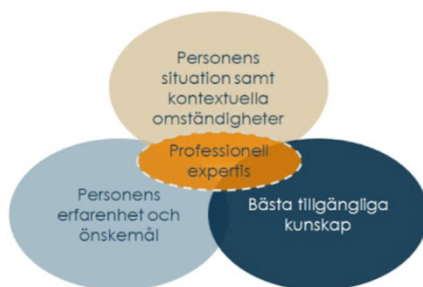 Personens
situation samt
kontextuella
omständigheter
Professionell
expertis
Personens
erfarenhet och
önskemål
Bästa tillgängliga
kunskap